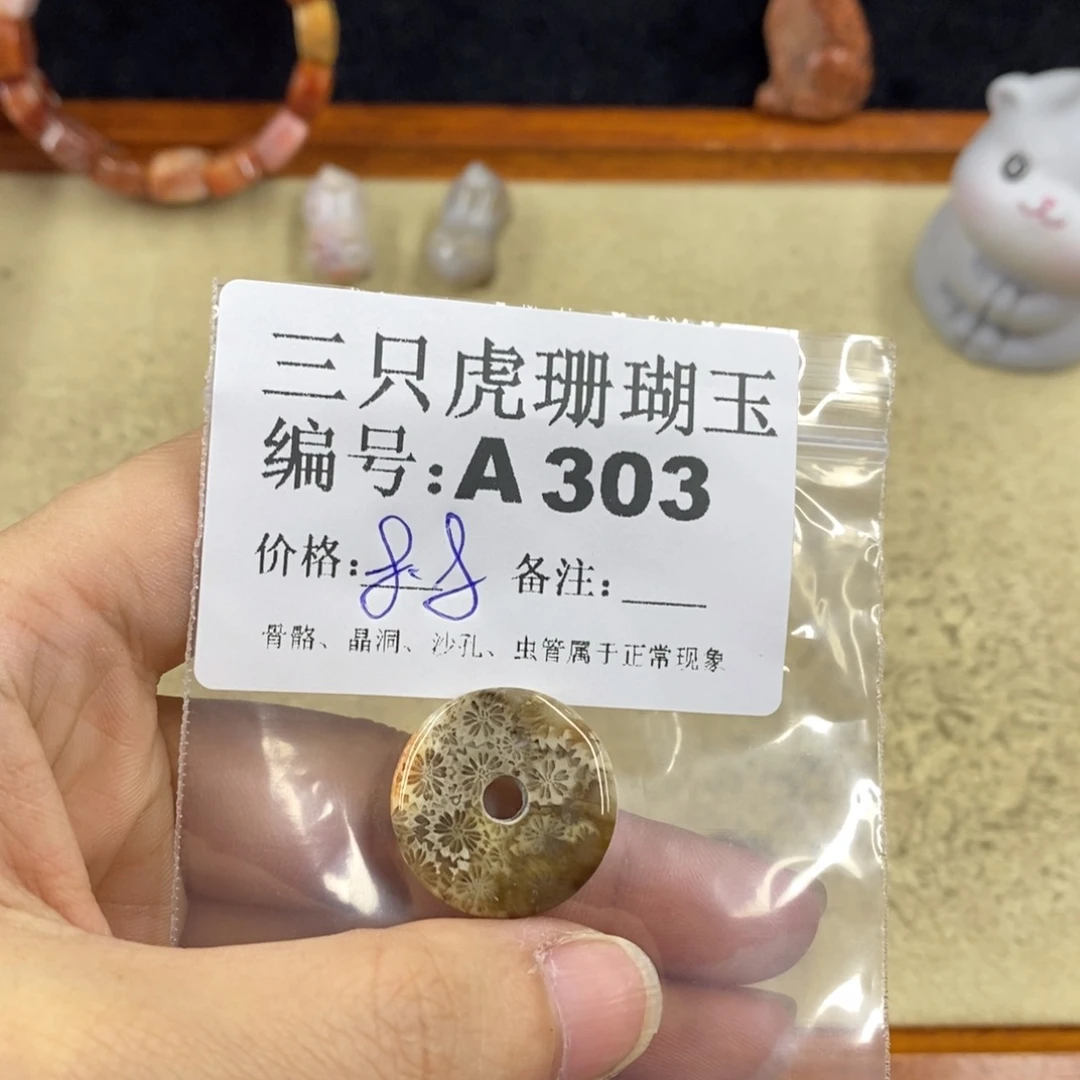 三只虎珊瑚玉
编号:A 303
价格: 88 备注:____
骨骼、晶洞、沙孔、虫管属于正常现象